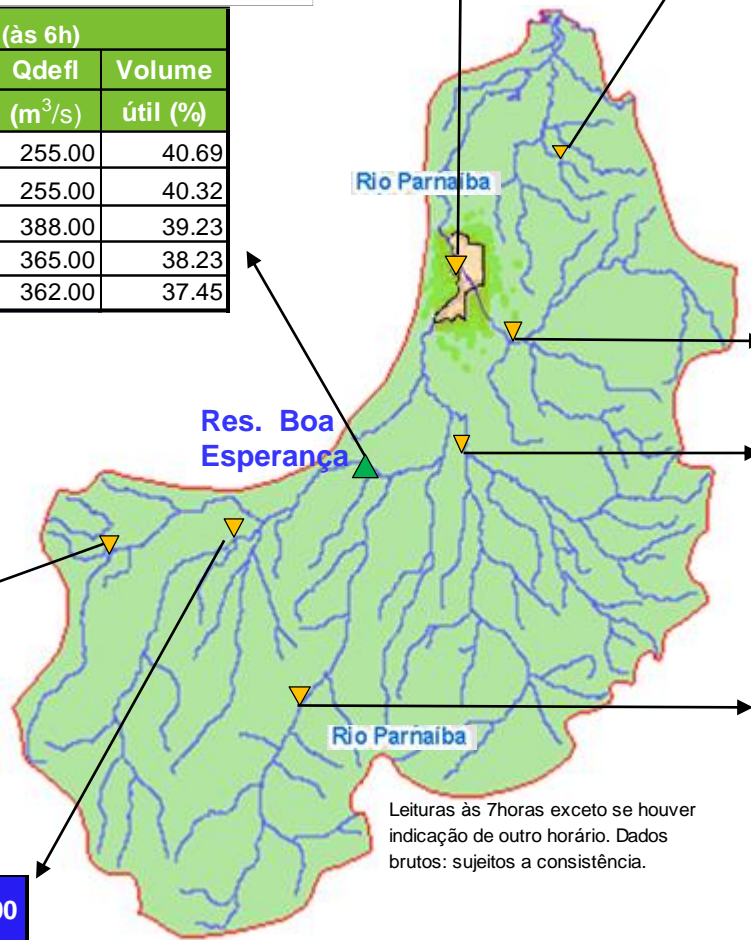 (às 6h)
Qdefl Volume
(m³/s) útil (%)
255.00 40.69
255.00 40.32
388.00 39.23
365.00 38.23
362.00 37.45
Rio Parnaíba
Res. Boa
Esperança
Rio Parnaíba
Leituras às 7horas exceto se houver
indicação de outro horário. Dados
brutos: sujeitos a consistência.